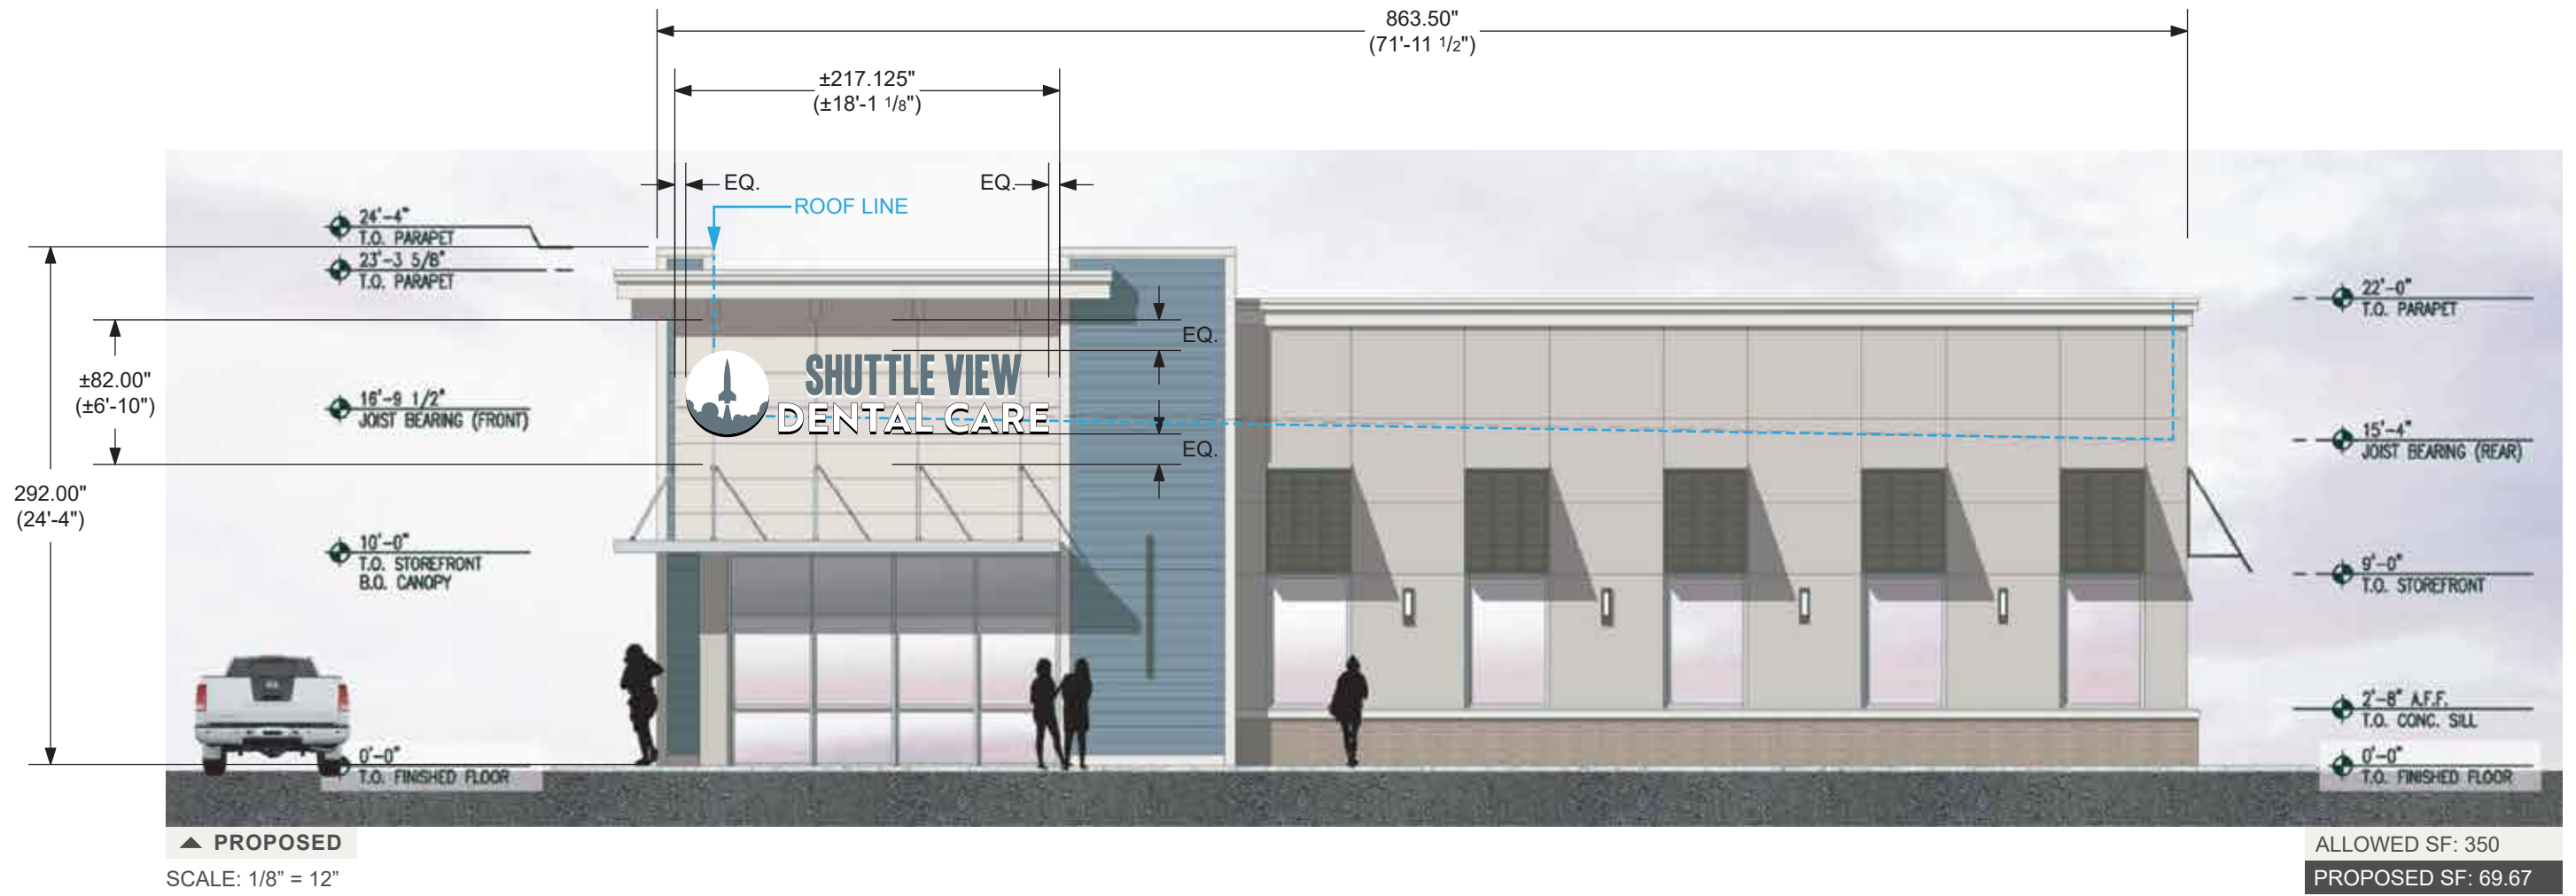 863.50"
(71'-11 1/2")
±217.125"
(±18'-1 1/8")
EQ.
EQ.
ROOF LINE
24'-4"
T.O. PARAPET
23'-3 5/8"
T.O. PARAPET
22'-0"
T.O. PARAPET
EQ.
±82.00"
(±6'-10")
SHUTTLE VIEW
DENTAL CARE
16'-9 1/2"
JOIST BEARING (FRONT)
EQ.
15'-4"
JOIST BEARING (REAR)
292.00"
(24'-4")
10'-0"
T.O. STOREFRONT
B.O. CANOPY
9'-0"
T.O. STOREFRONT
2'-8" A.F.F.
T.O. CONC. SILL
0'-0"
T.O. FINISHED FLOOR
0'-0"
T.O. FINISHED FLOOR
PROPOSED
SCALE: 1/8” = 12”
ALLOWED SF: 350
PROPOSED SF: 69.67